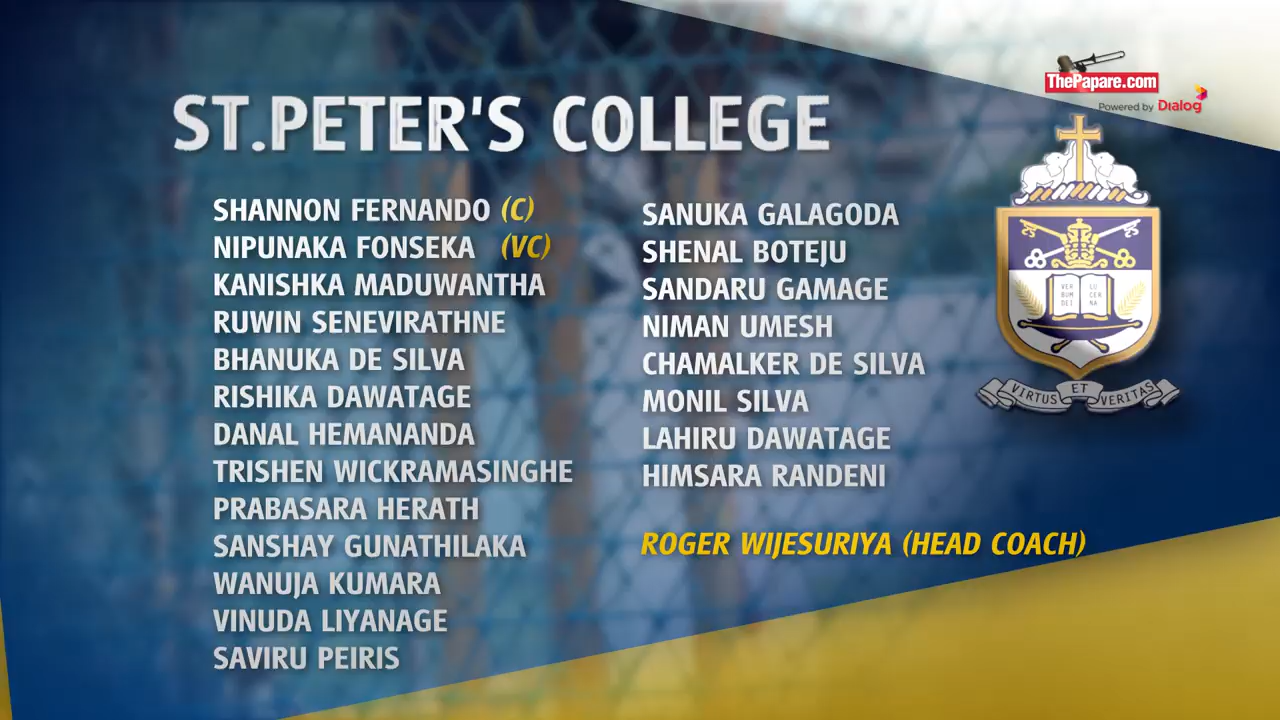 ThePapare.com
Powered by Dialog
ST.PETER'S COLLEGE
SHANNON FERNANDO (C)
NIPUNAKA FONSEKA (VC)
KANISHKA MADUWANTHA
RUWIN SENEVIRATHNE
BHANUKA DE SILVA
RISHIKA DAWATAGE
DANAL HEMANANDA
TRISHEN WICKRAMASINGHE
PRABASARA HERATH
SANSHAY GUNATHILAKA
WANUJA KUMARA
VINUDA LIYANAGE
SAVIRU PEIRIS
SANUKA GALAGODA
SHENAL BOTEJU
SANDARU GAMAGE
NIMAN UMESH
CHAMALKER DE SILVA
MONIL SILVA
LAHIRU DAWATAGE
HIMSARA RANDENI
ROGER WIJESURIYA (HEAD COACH)
VER
BUM
DEI
LU
CER
NA
VIRTUS ET VERITAS